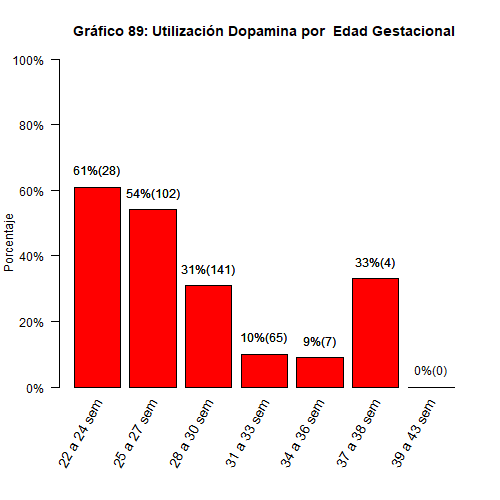 Gráfico 89: Utilización Dopamina por  Edad Gestacional
Porcentaje
100%
80%
60%
40%
20%
0%
61%(28)
54%(102)
31%(141)
10%(65)
9%(7)
33%(4)
0%(0)
22 a 24 sem
25 a 27 sem
28 a 30 sem
31 a 33 sem
34 a 36 sem
37 a 38 sem
39 a 43 sem